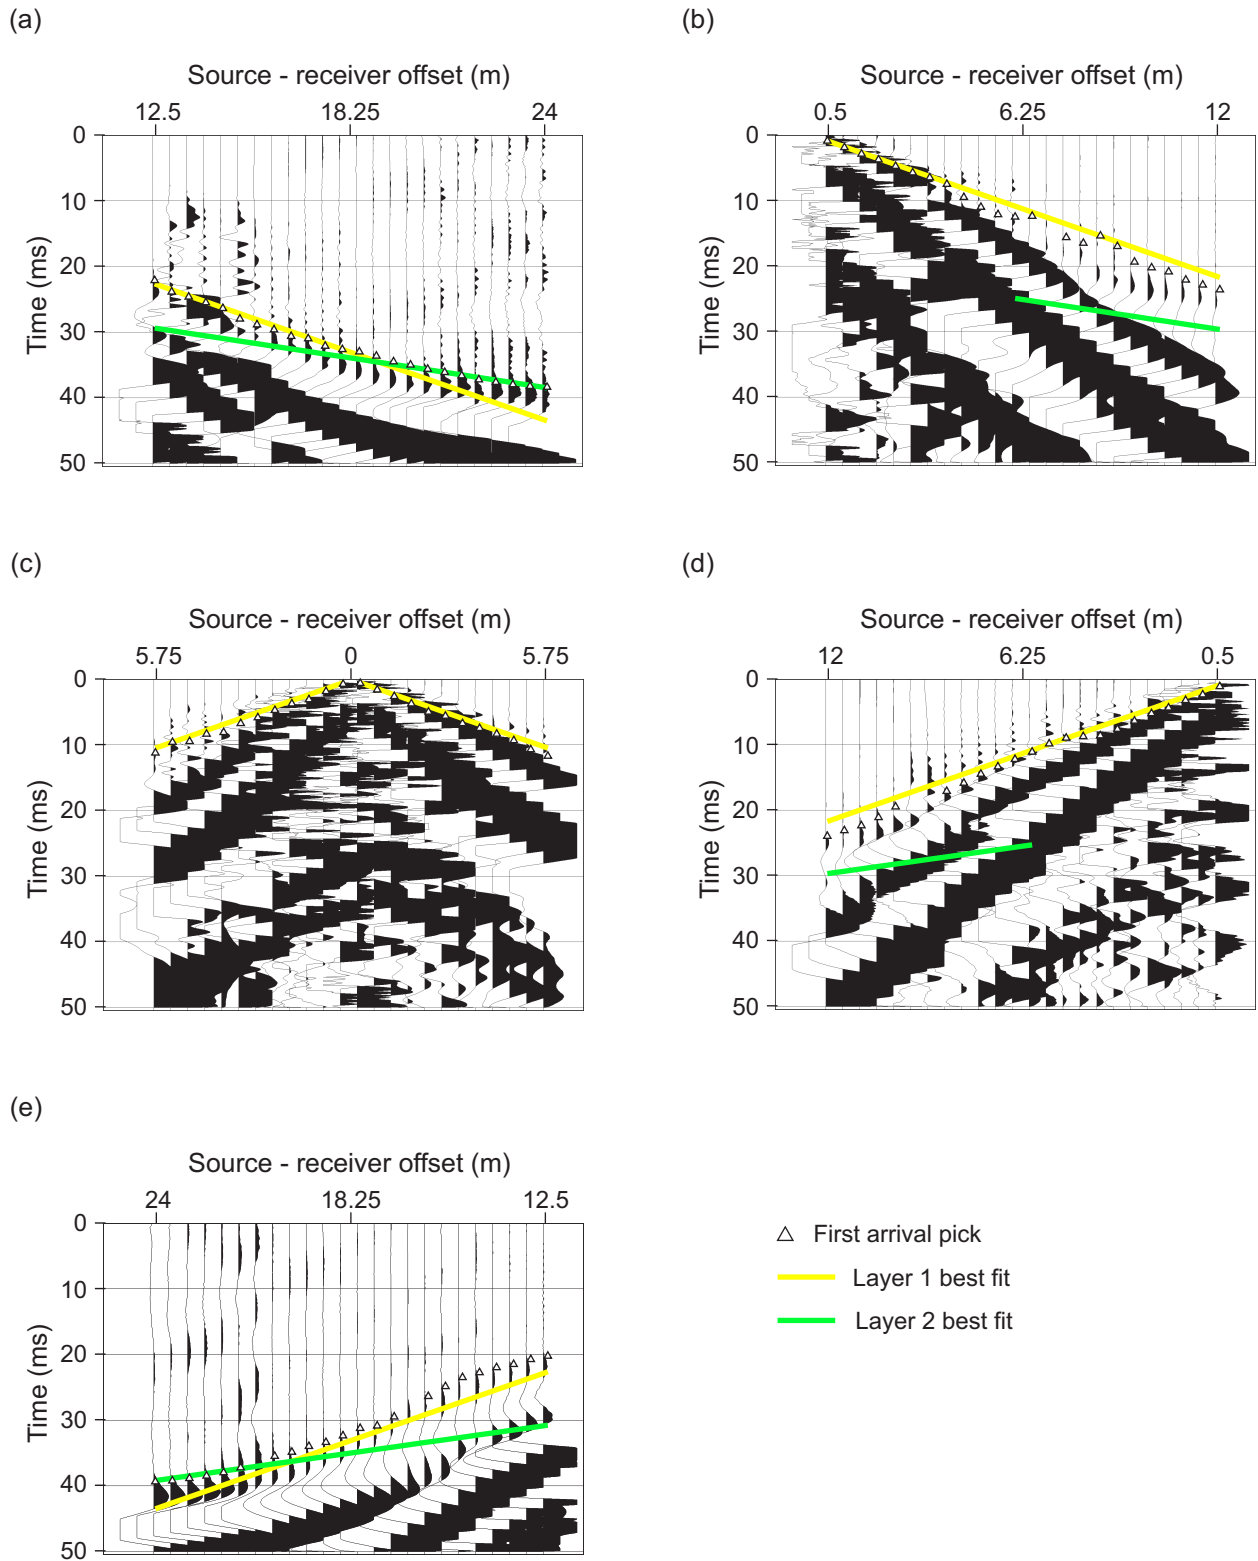 (a)
Source - receiver offset (m)
12.5 18.25 24
Time (ms)
0
10
20
30
40
50
(b)
Source - receiver offset (m)
0.5 6.25 12
Time (ms)
0
10
20
30
40
50
(c)
Source - receiver offset (m)
5.75 0 5.75
Time (ms)
0
10
20
30
40
50
(d)
Source - receiver offset (m)
12 6.25 0.5
Time (ms)
0
10
20
30
40
50
(e)
Source - receiver offset (m)
24 18.25 12.5
Time (ms)
0
10
20
30
40
50
First arrival pick
Layer 1 best fit
Layer 2 best fit